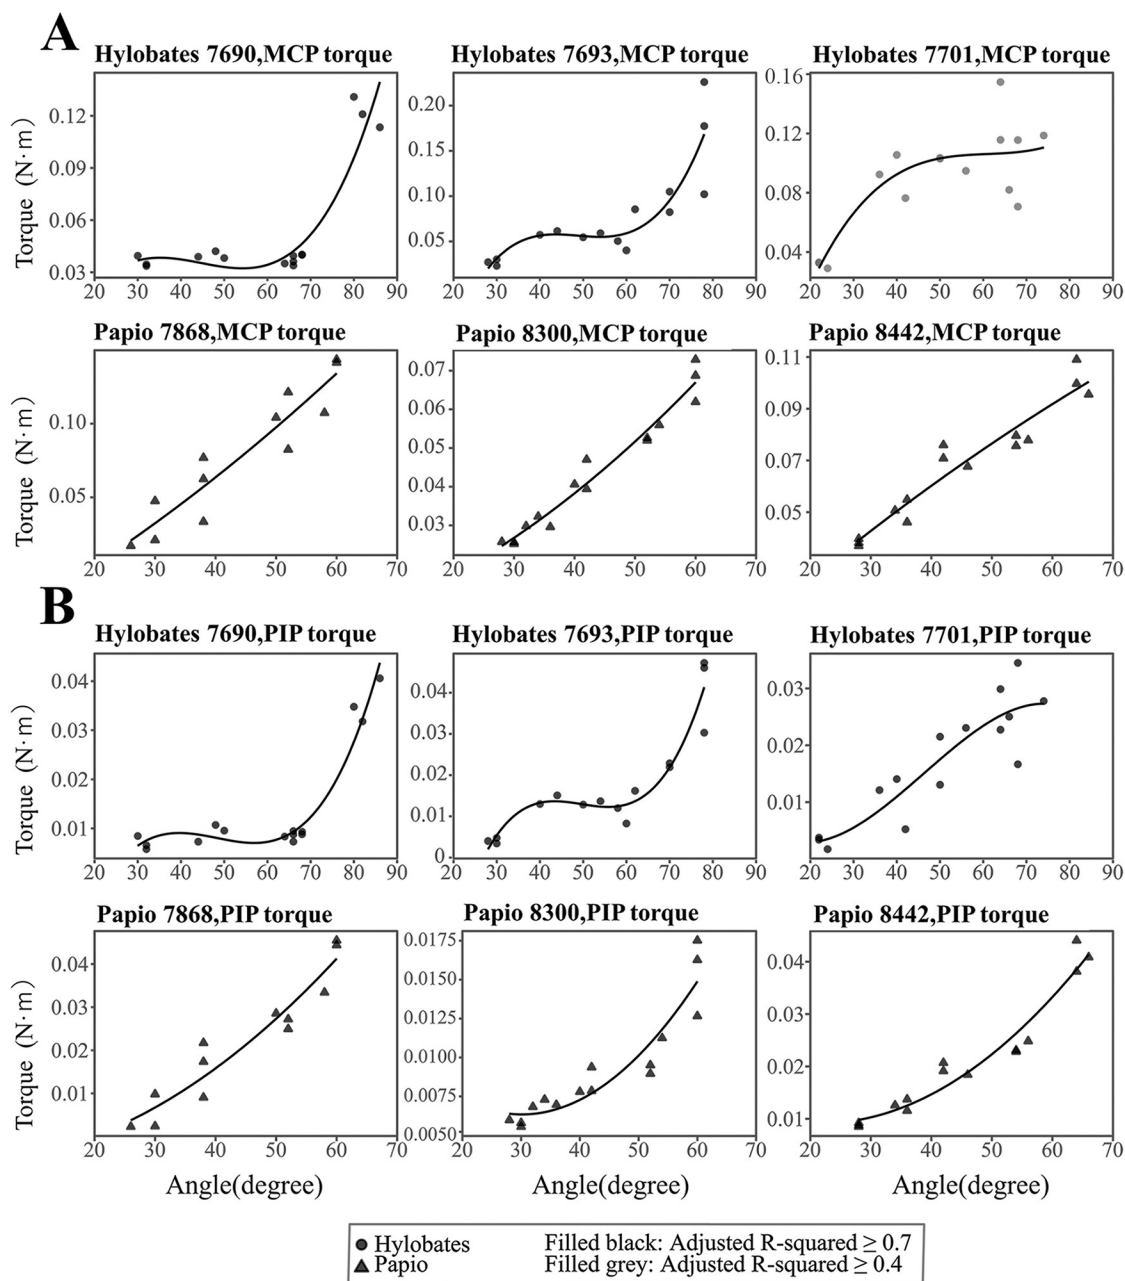 A
Hylobates 7690,MCP torque
Hylobates 7693,MCP torque
Hylobates 7701,MCP torque
Torque (N·m)
0.12
0.09
0.06
0.03
20 30 40 50 60 70 80 90
0.20
0.15
0.10
0.05
20 30 40 50 60 70 80 90
0.16
0.12
0.08
0.04
20 30 40 50 60 70 80 90
Papio 7868,MCP torque
Papio 8300,MCP torque
Papio 8442,MCP torque
Torque (N·m)
0.10
0.05
20 30 40 50 60 70
0.07
0.06
0.05
0.04
0.03
20 30 40 50 60 70
0.11
0.09
0.07
0.05
20 30 40 50 60 70
B
Hylobates 7690,PIP torque
Hylobates 7693,PIP torque
Hylobates 7701,PIP torque
Torque (N·m)
0.04
0.03
0.02
0.01
20 30 40 50 60 70 80 90
0.04
0.03
0.02
0.01
0
20 30 40 50 60 70 80 90
0.03
0.02
0.01
20 30 40 50 60 70 80 90
Papio 7868,PIP torque
Papio 8300,PIP torque
Papio 8442,PIP torque
Torque (N·m)
0.04
0.03
0.02
0.01
20 30 40 50 60 70
0.0175
0.0150
0.0125
0.0100
0.0075
0.0050
20 30 40 50 60 70
0.04
0.03
0.02
0.01
20 30 40 50 60 70
Angle(degree)
Angle(degree)
Angle(degree)
Hylobates
Filled black: Adjusted R-squared ≥ 0.7
Papio
Filled grey: Adjusted R-squared ≥ 0.4